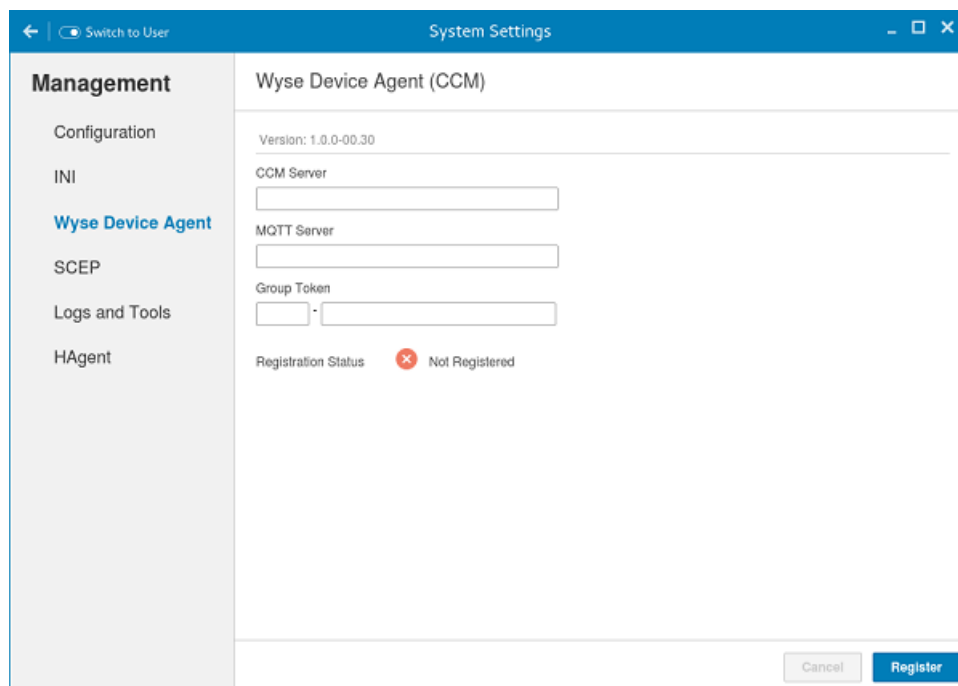 Switch to User
System Settings
Management
Configuration
INI
Wyse Device Agent
SCEP
Logs and Tools
HAgent
Wyse Device Agent (CCM)
Version: 1.0.0-00.30
CCM Server
MQTT Server
Group Token
-
Registration Status Not Registered
Cancel Register